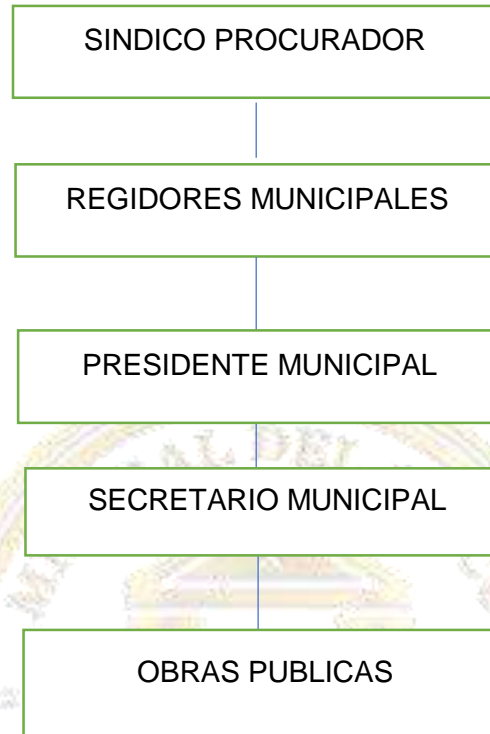 SINDICO PROCURADOR
REGIDORES MUNICIPALES
PRESIDENTE MUNICIPAL
SECRETARIO MUNICIPAL
OBRAS PUBLICAS